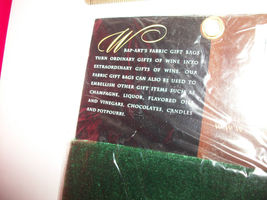 WRAP-ART'S FABRIC GIFT BAGS
TURN ORDINARY GIFTS OF WINE INTO
EXTRAORDINARY GIFTS OF WINE. OUR
FABRIC GIFT BAGS CAN ALSO BE USED TO
EMBELLISH OTHER GIFT ITEMS SUCH AS
CHAMPAGNE, LIQUOR, FLAVORED OILS
AND VINEGARS, CHOCOLATES, CANDLES
AND POTPOURRI.